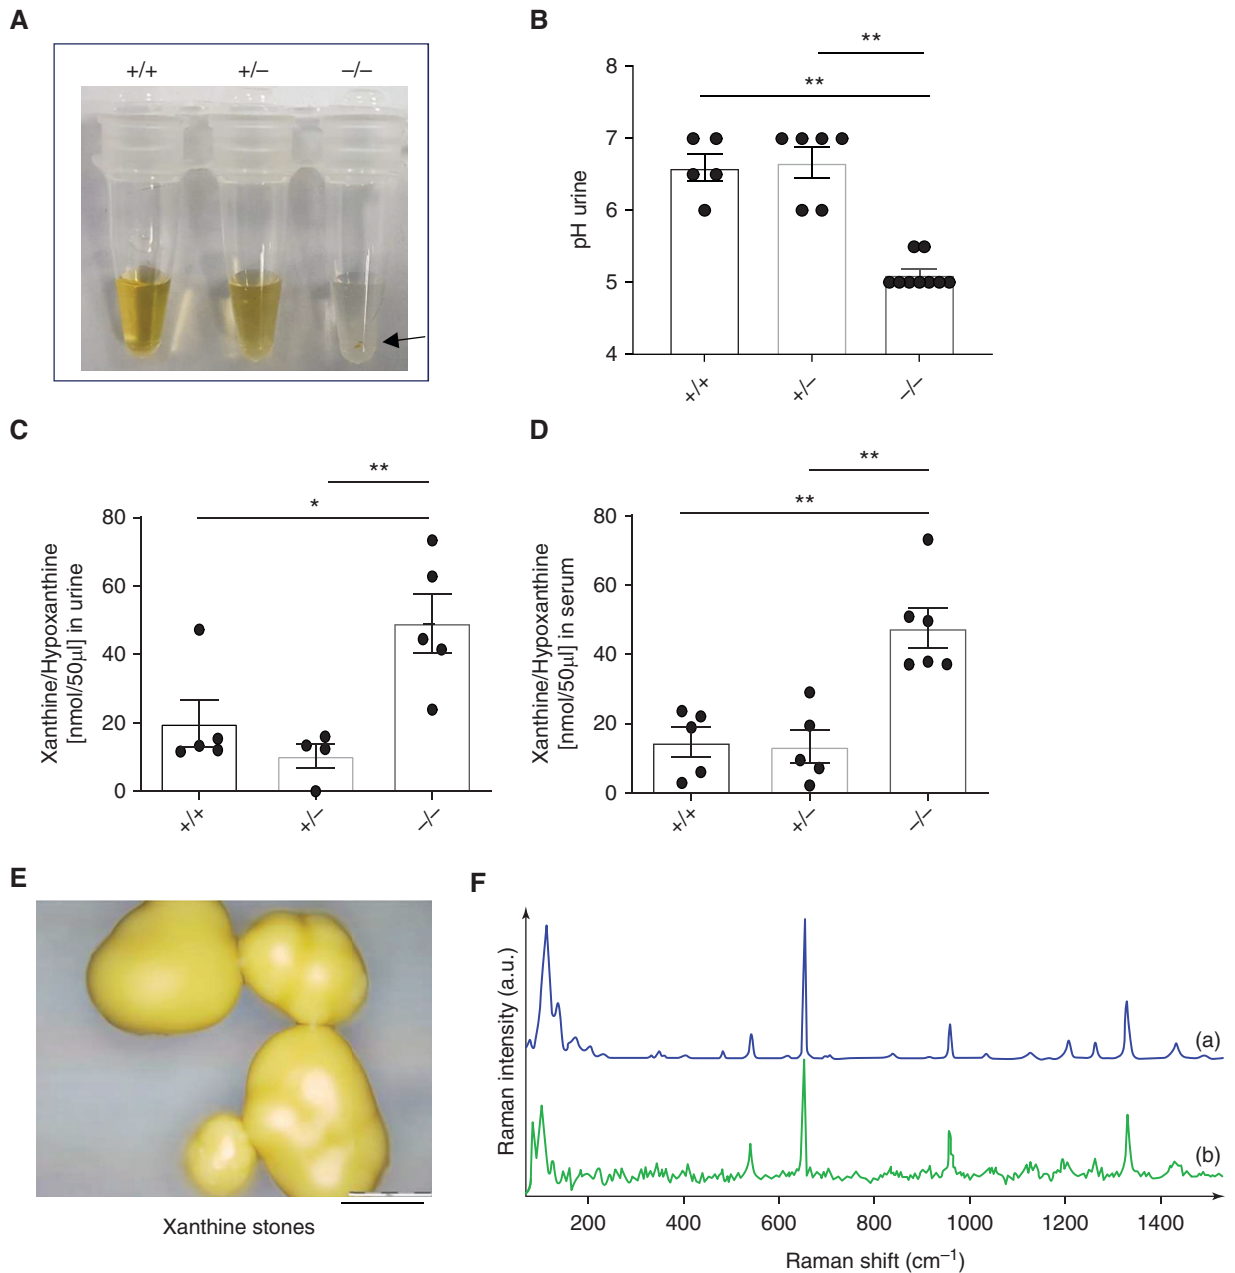 A
+/+ +/– –/–
B
**
**
8
7
6
5
4
pH urine
+/+ +/– –/–
C
**
*
80
60
40
20
0
Xanthine/Hypoxanthine
[nmol/50µl] in urine
+/+ +/– –/–
D
**
**
80
60
40
20
0
Xanthine/Hypoxanthine
[nmol/50µl] in serum
+/+ +/– –/–
E
Xanthine stones
F
Raman intensity (a.u.)
(a)
(b)
200 400 600 800 1000 1200 1400
Raman shift (cm⁻¹)